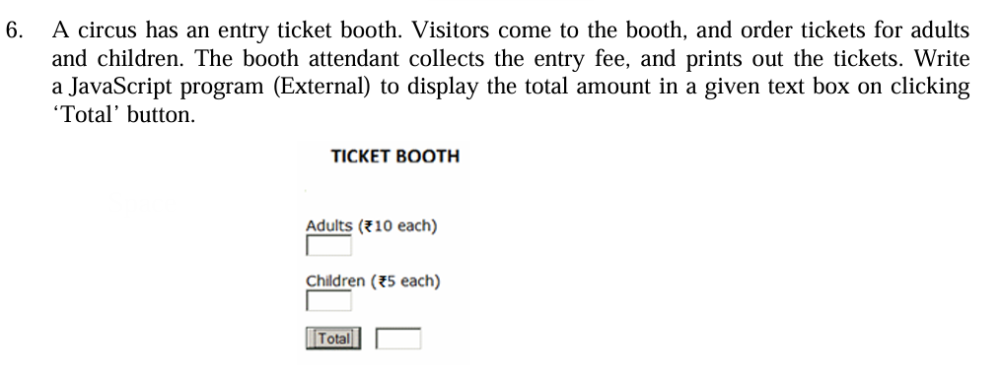 6. A circus has an entry ticket booth. Visitors come to the booth, and order tickets for adults
and children. The booth attendant collects the entry fee, and prints out the tickets. Write
a JavaScript program (External) to display the total amount in a given text box on clicking
‘Total’ button.
TICKET BOOTH
Adults (₹10 each)
Children (₹5 each)
Total